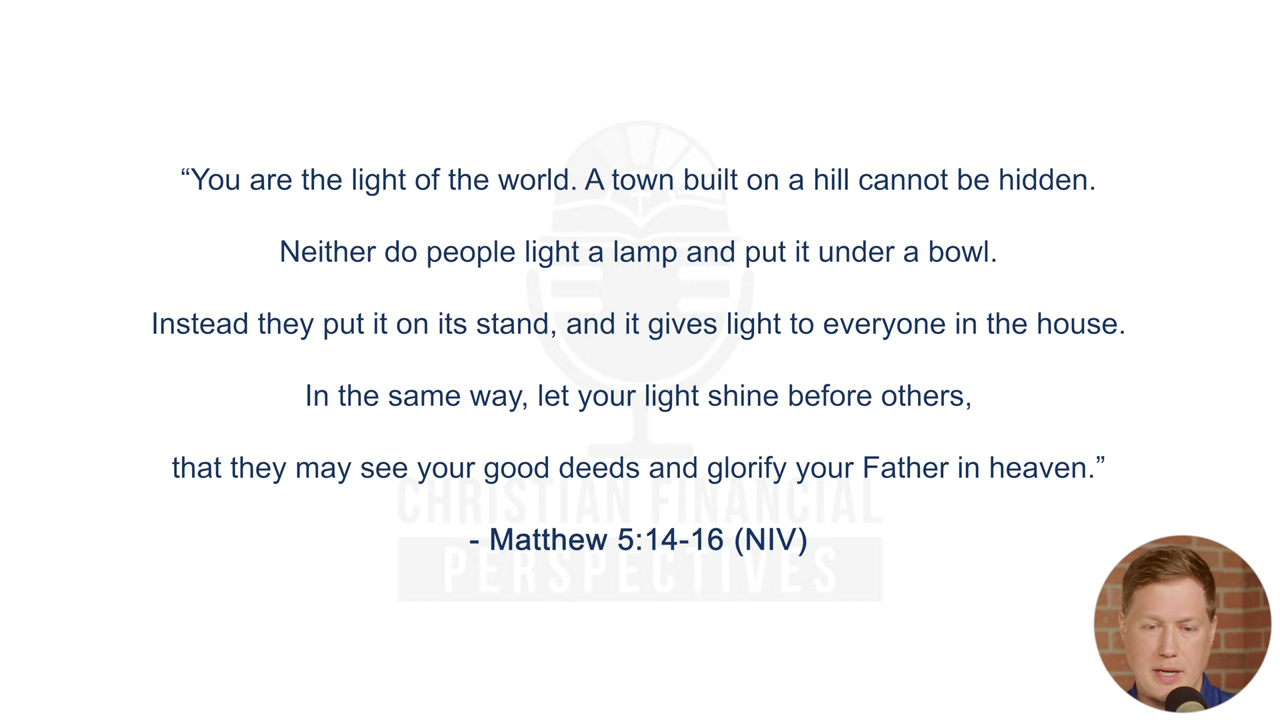 “You are the light of the world. A town built on a hill cannot be hidden.
Neither do people light a lamp and put it under a bowl.
Instead they put it on its stand, and it gives light to everyone in the house.
In the same way, let your light shine before others,
that they may see your good deeds and glorify your Father in heaven.”
CHRISTIAN FINANCIAL
- Matthew 5:14-16 (NIV)
PERSPECTIVES